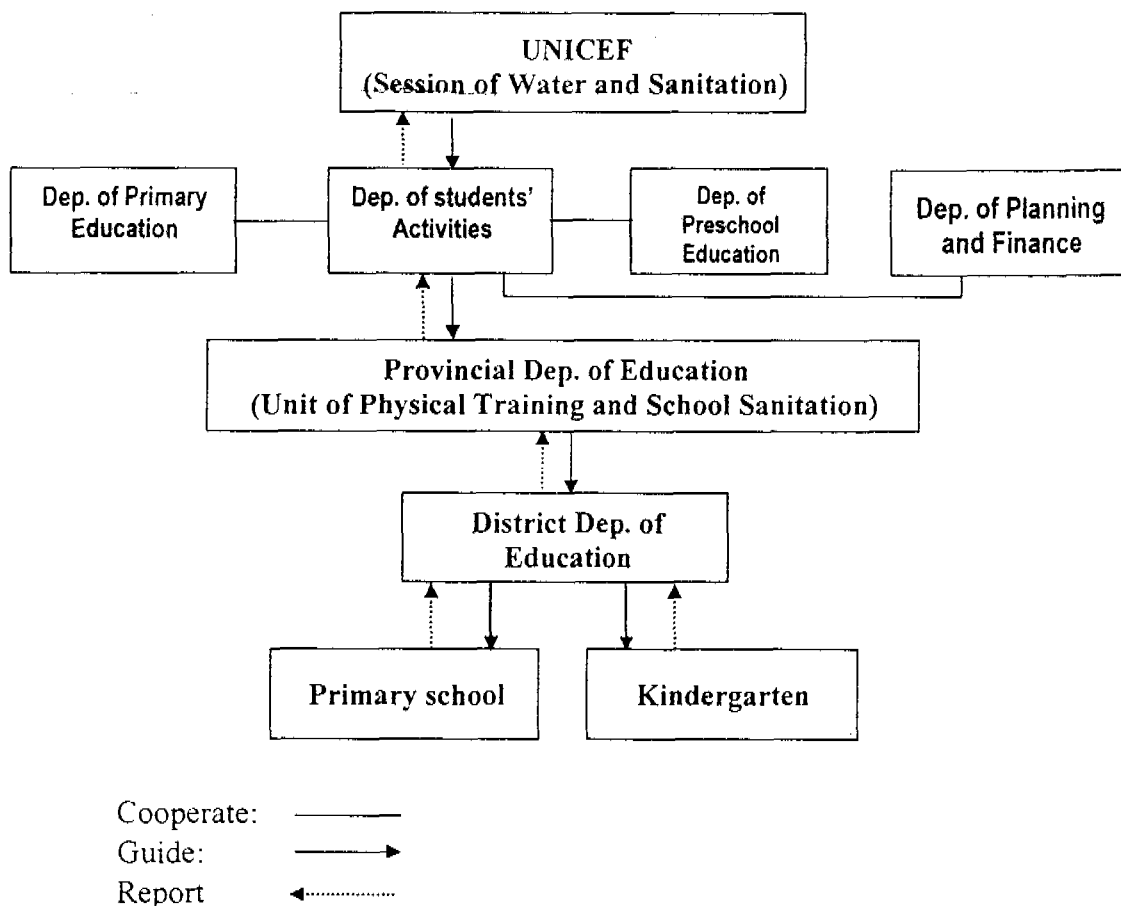 UNICEF
(Session of Water and Sanitation)
Dep. of Primary
Education
Dep. of students'
Activities
Dep. of
Preschool
Education
Dep. of Planning
and Finance
Provincial Dep. of Education
(Unit of Physical Training and School Sanitation)
District Dep. of
Education
Primary school
Kindergarten
Cooperate:
Guide:
Report